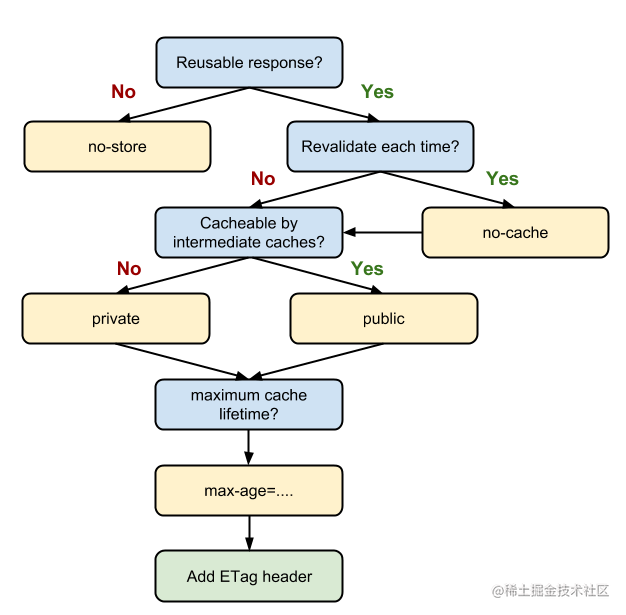 Reusable response?
No
Yes
no-store
Revalidate each time?
No
Yes
Cacheable by
intermediate caches?
no-cache
No
Yes
private
public
maximum cache
lifetime?
max-age=....
Add ETag header
@稀土掘金技术社区